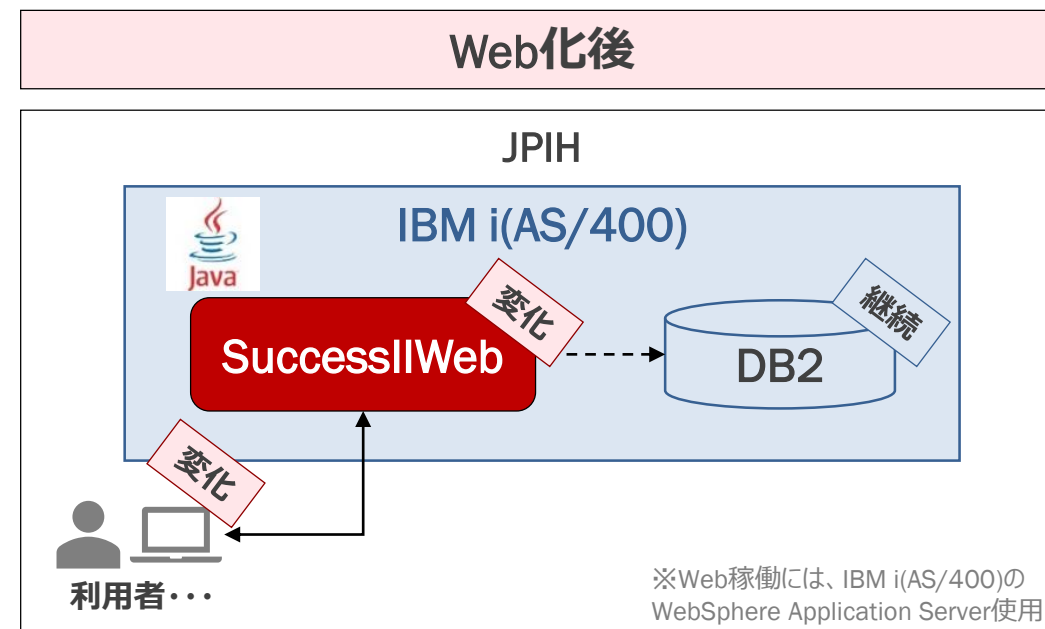 Web化後
JPIH
IBM i(AS/400)
Java
変化
継続
SuccessIIWeb
DB2
変化
利用者・・・
※Web稼働には、IBM i(AS/400)の
WebSphere Application Server使用